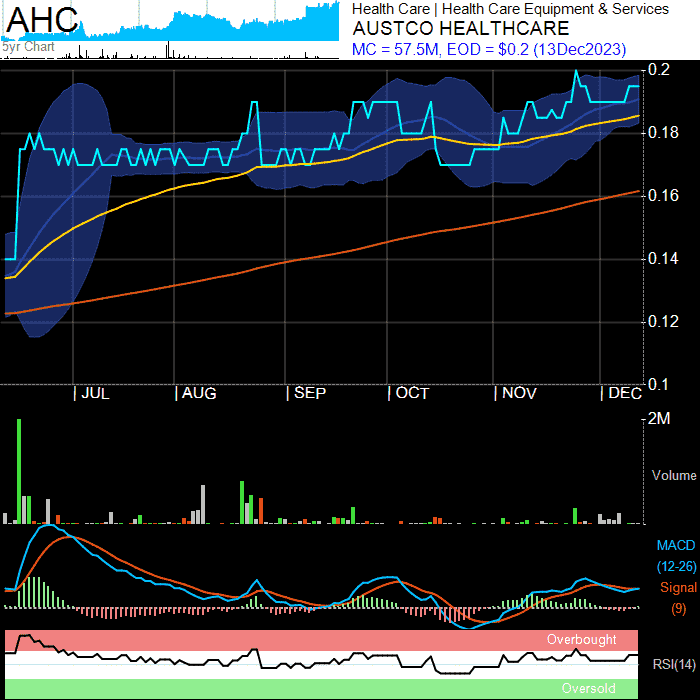 AHC
5yr Chart
Health Care | Health Care Equipment & Services
AUSTCO HEALTHCARE
MC = 57.5M, EOD = $0.2 (13Dec2023)
0.2
0.18
0.16
0.14
0.12
0.1
| JUL | AUG | SEP | OCT | NOV | DEC
2M
Volume
MACD
(12-26)
Signal
(9)
Overbought
RSI(14)
Oversold